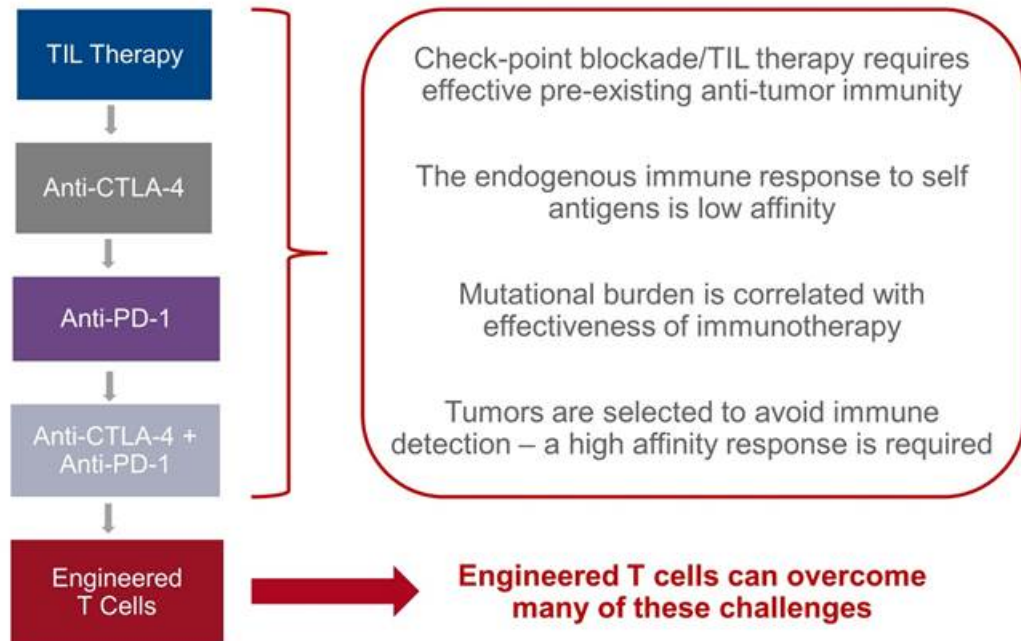 TIL Therapy
Anti-CTLA-4
Anti-PD-1
Anti-CTLA-4 +
Anti-PD-1
Engineered
T Cells
Check-point blockade/TIL therapy requires
effective pre-existing anti-tumor immunity
The endogenous immune response to self
antigens is low affinity
Mutational burden is correlated with
effectiveness of immunotherapy
Tumors are selected to avoid immune
detection – a high affinity response is required
Engineered T cells can overcome
many of these challenges